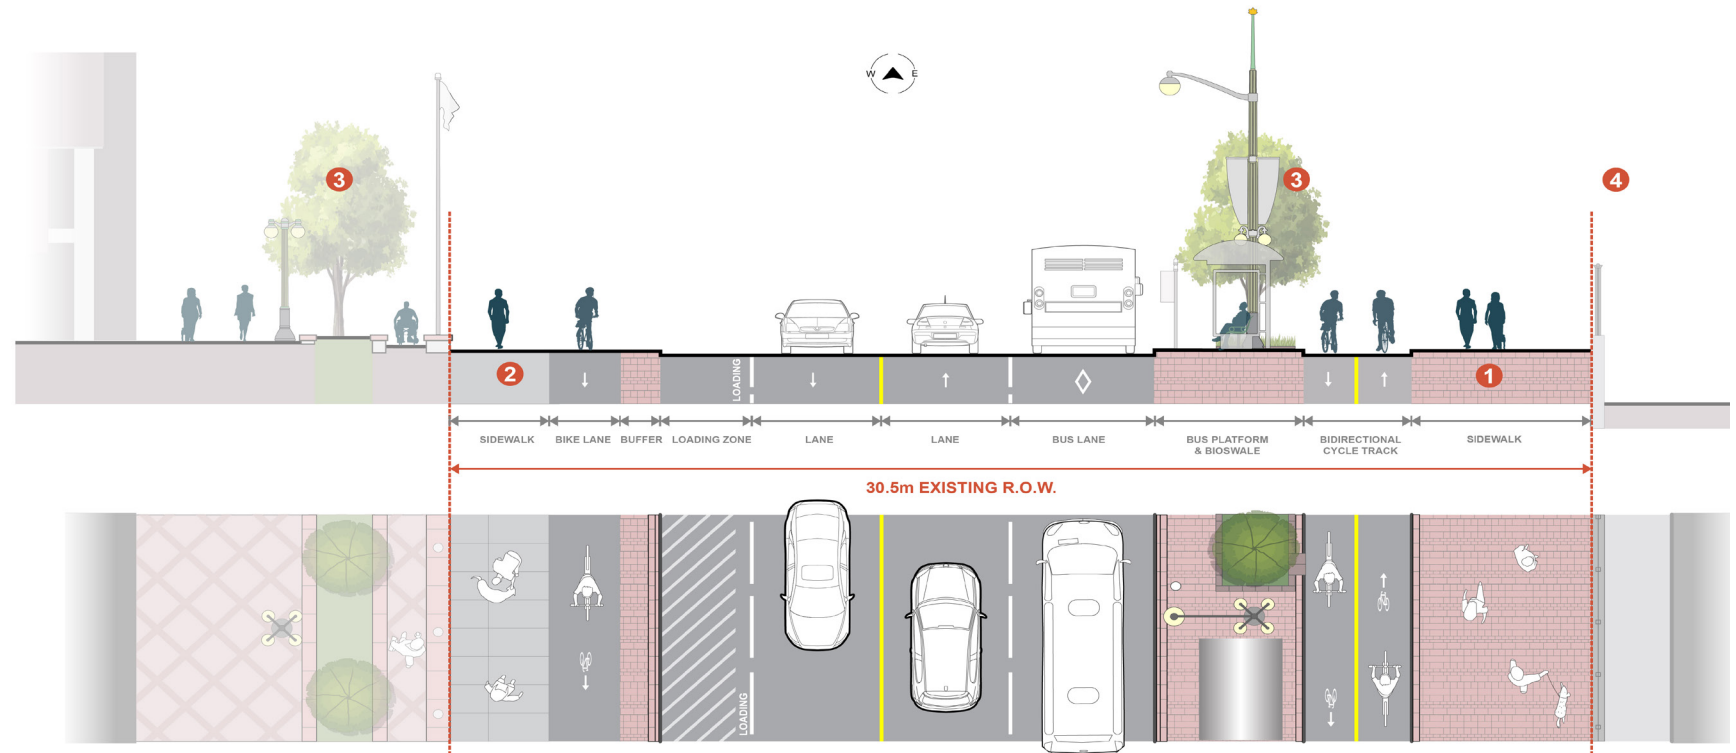 W E
3
3
4
2
1
LOADING
SIDEWALK
BIKE LANE
BUFFER
LOADING ZONE
LANE
LANE
BUS LANE
BUS PLATFORM
& BIOSWALE
BIDIRECTIONAL
CYCLE TRACK
SIDEWALK
30.5m EXISTING R.O.W.
LOADING